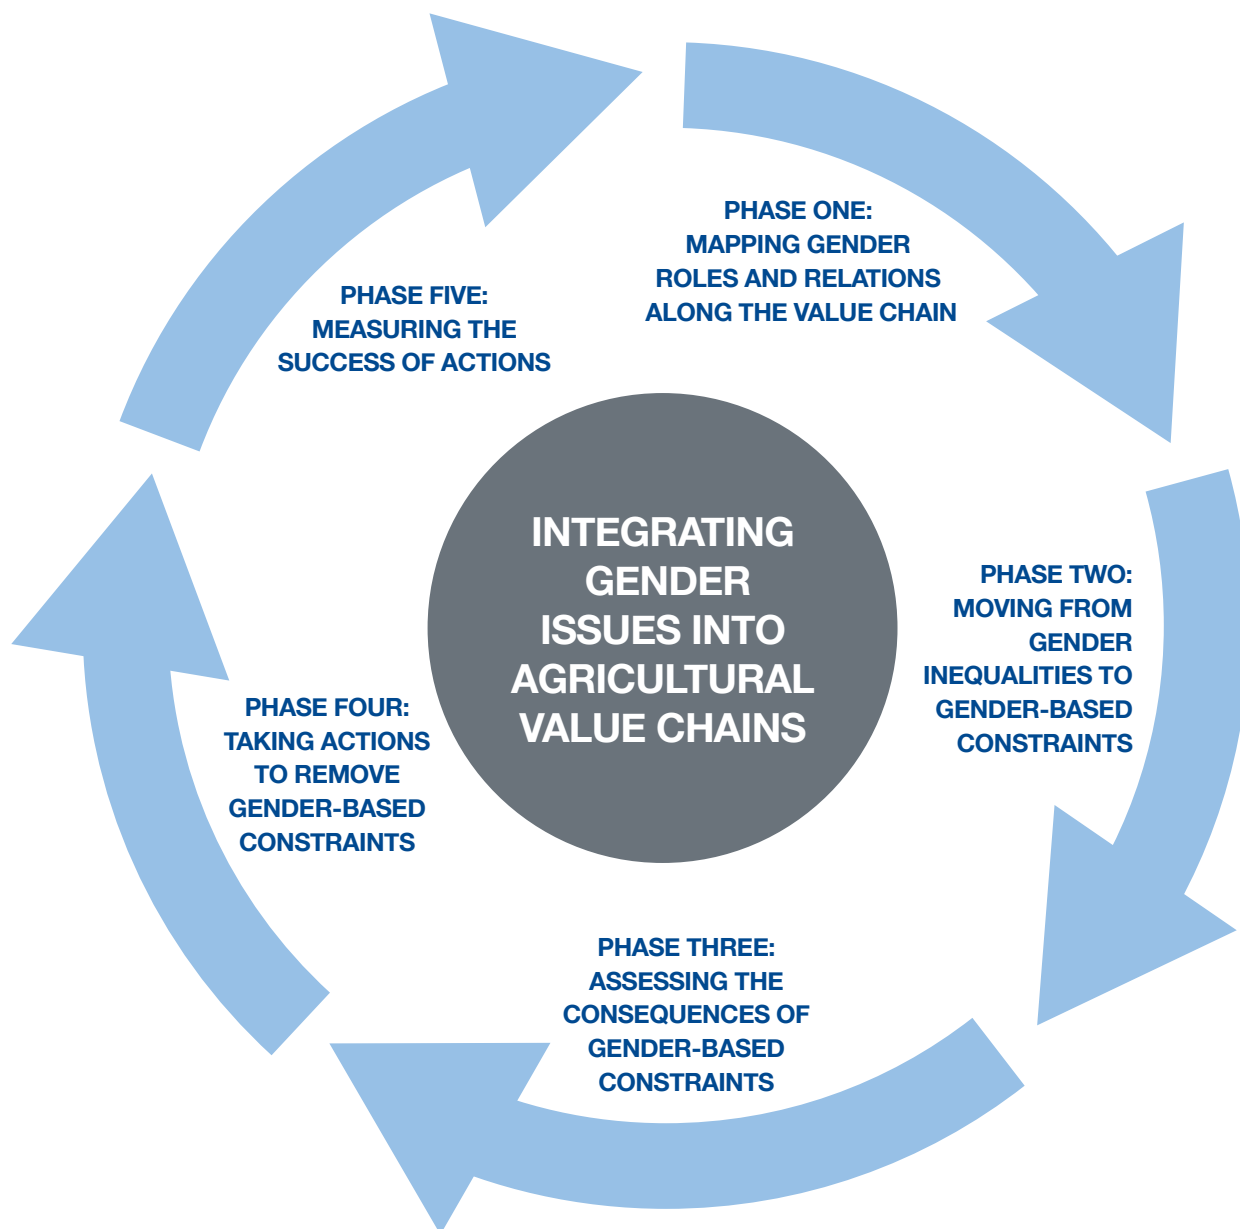 PHASE ONE:
MAPPING GENDER
ROLES AND RELATIONS
ALONG THE VALUE CHAIN
PHASE TWO:
MOVING FROM
GENDER
INEQUALITIES TO
GENDER-BASED
CONSTRAINTS
PHASE THREE:
ASSESSING THE
CONSEQUENCES OF
GENDER-BASED
CONSTRAINTS
PHASE FOUR:
TAKING ACTIONS
TO REMOVE
GENDER-BASED
CONSTRAINTS
PHASE FIVE:
MEASURING THE
SUCCESS OF ACTIONS
INTEGRATING
GENDER
ISSUES INTO
AGRICULTURAL
VALUE CHAINS